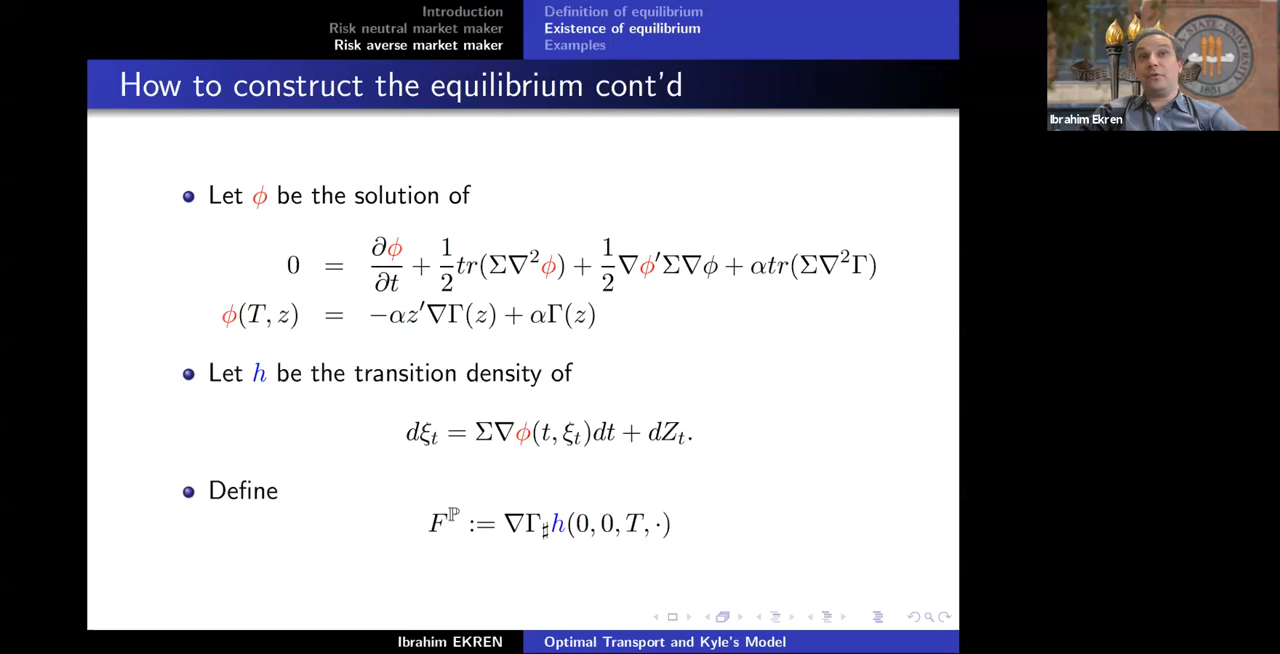 Introduction
Risk neutral market maker
Risk averse market maker
Definition of equilibrium
Existence of equilibrium
Examples
How to construct the equilibrium cont'd
Let ϕ be the solution of
0 = ∂ϕ/∂t + 1/2 tr(Σ∇²ϕ) + 1/2 ∇ϕ′Σ∇ϕ + αtr(Σ∇²Γ)
ϕ(T, z) = −αz′∇Γ(z) + αΓ(z)
Let h be the transition density of
dξₜ = Σ∇ϕ(t, ξₜ)dt + dZₜ.
Define
F^ℙ := ∇Γ♯h(0, 0, T, ·)
Ibrahim EKREN
Optimal Transport and Kyle's Model
Ibrahim Ekren
1851